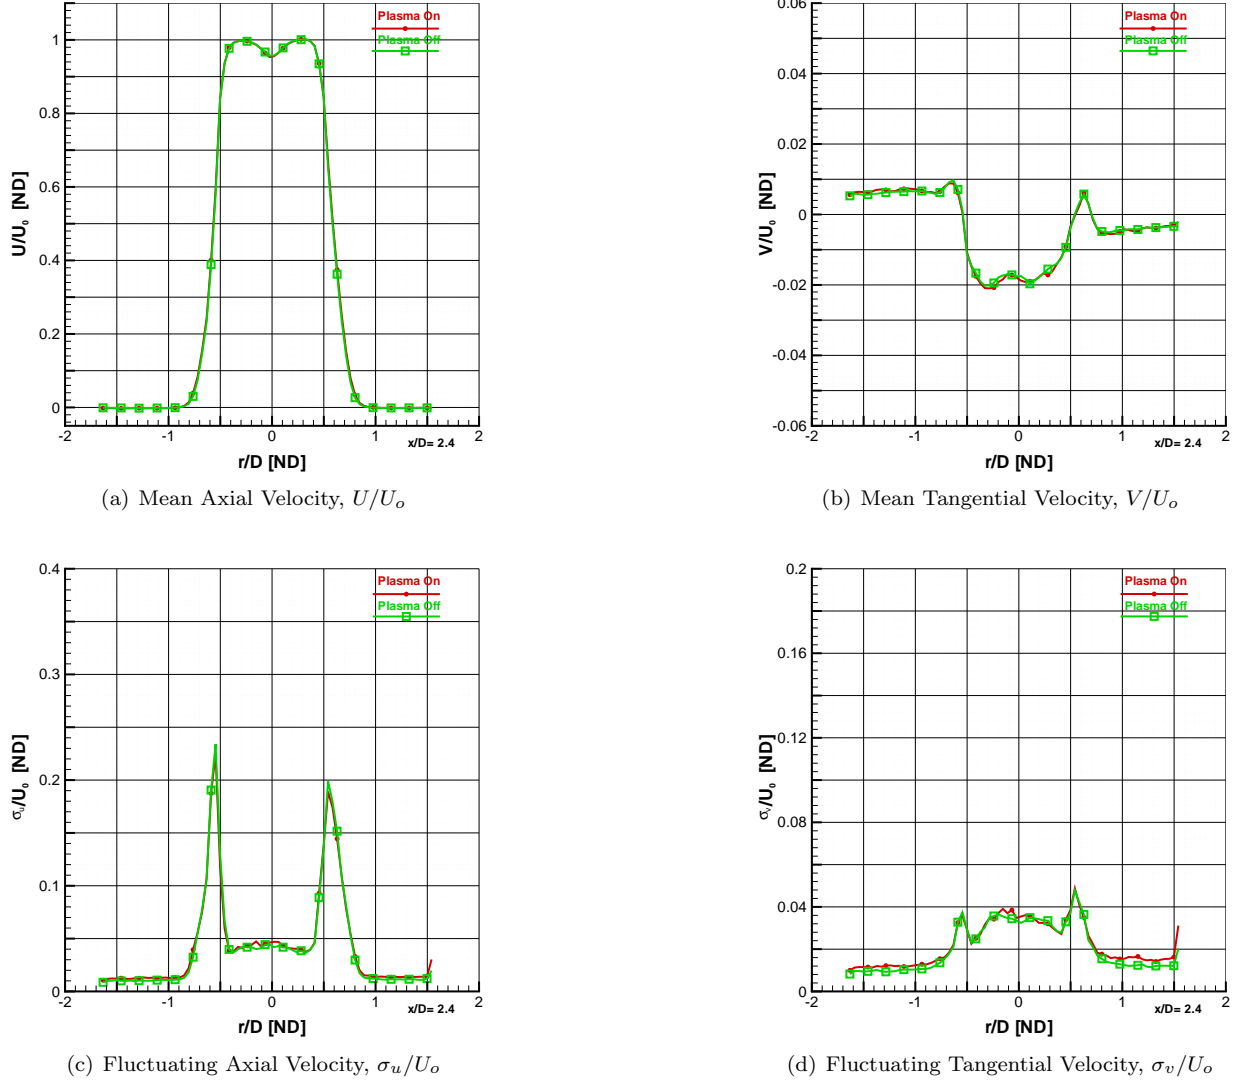 Plasma On
Plasma Off
1
0.8
0.6
0.4
0.2
0
U/U₀ [ND]
-2 -1 0 1 2
x/D= 2.4
r/D [ND]
(a) Mean Axial Velocity, U/Uₒ
Plasma On
Plasma Off
0.06
0.04
0.02
0
-0.02
-0.04
-0.06
V/U₀ [ND]
-2 -1 0 1 2
x/D= 2.4
r/D [ND]
(b) Mean Tangential Velocity, V/Uₒ
Plasma On
Plasma Off
0.4
0.3
0.2
0.1
0
σᵤ/U₀ [ND]
-2 -1 0 1 2
x/D= 2.4
r/D [ND]
(c) Fluctuating Axial Velocity, σᵤ/Uₒ
Plasma On
Plasma Off
0.2
0.16
0.12
0.08
0.04
0
σᵥ/U₀ [ND]
-2 -1 0 1 2
x/D= 2.4
r/D [ND]
(d) Fluctuating Tangential Velocity, σᵥ/Uₒ